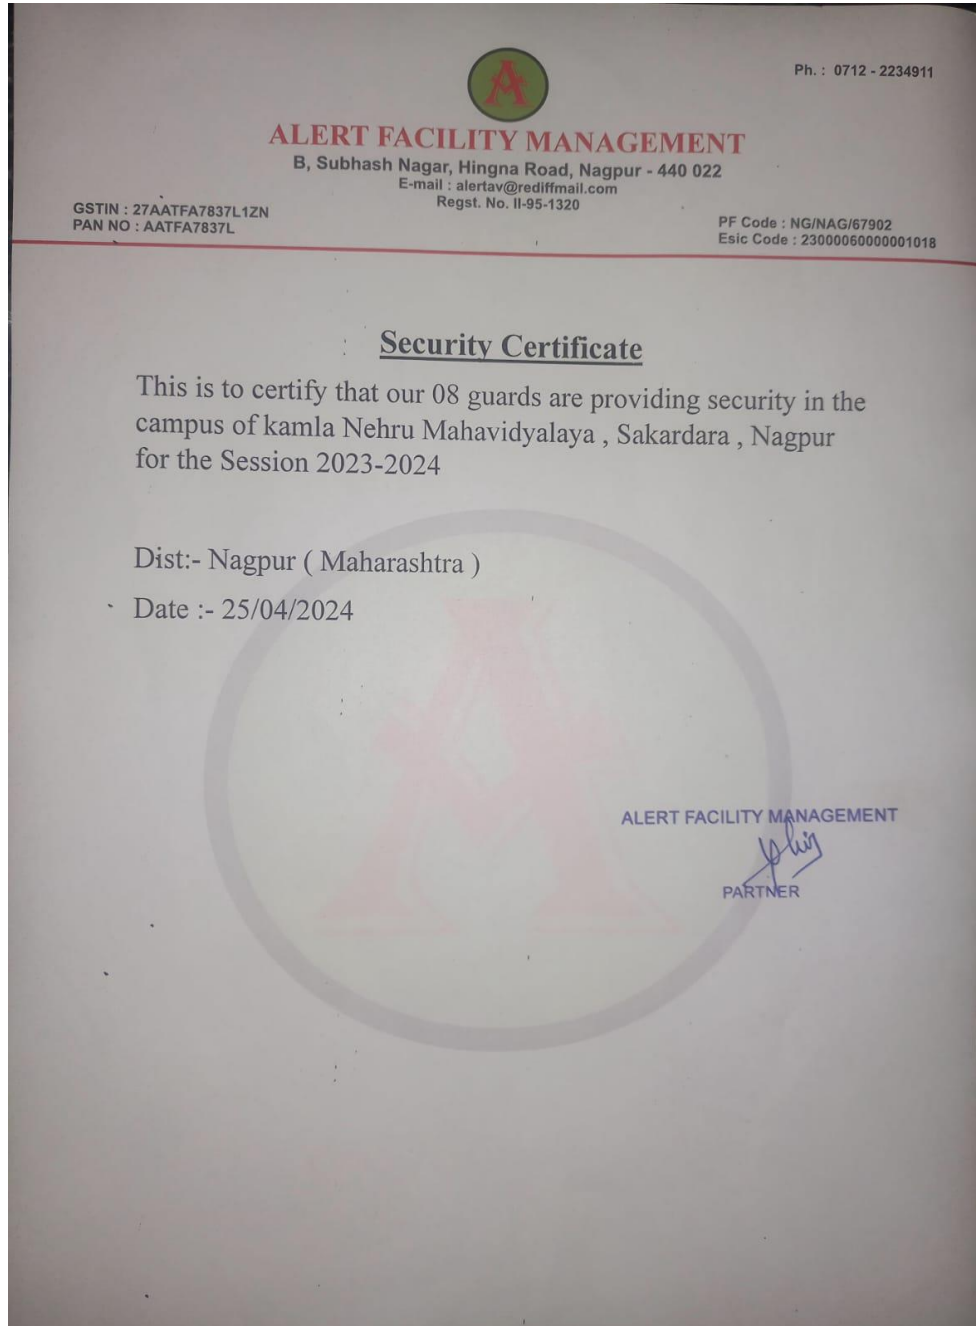 Ph. : 0712 - 2234911
A
ALERT FACILITY MANAGEMENT
B, Subhash Nagar, Hingna Road, Nagpur - 440 022
E-mail : alertav@rediffmail.com
Regst. No. II-95-1320
GSTIN : 27AATFA7837L1ZN
PAN NO : AATFA7837L
PF Code : NG/NAG/67902
Esic Code : 23000060000001018
Security Certificate
This is to certify that our 08 guards are providing security in the
campus of kamla Nehru Mahavidyalaya , Sakardara , Nagpur
for the Session 2023-2024
Dist:- Nagpur ( Maharashtra )
Date :- 25/04/2024
A
ALERT FACILITY MANAGEMENT
PARTNER